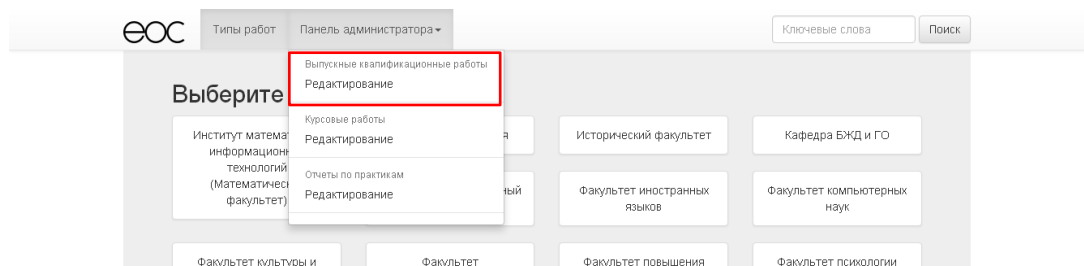 еос Типы работ Панель администратора Ключевые слова Поиск
Выпускные квалификационные работы
Редактирование
Выберите
Курсовые работы
Редактирование
Отчеты по практикам
Редактирование
Исторический факультет
Кафедра БЖД и ГО
технологий
факультет)
Факультет иностранных
языков
Факультет компьютерных
наук
Факультет культуры и
Факультет
Факультет повышения
Факультет психологии